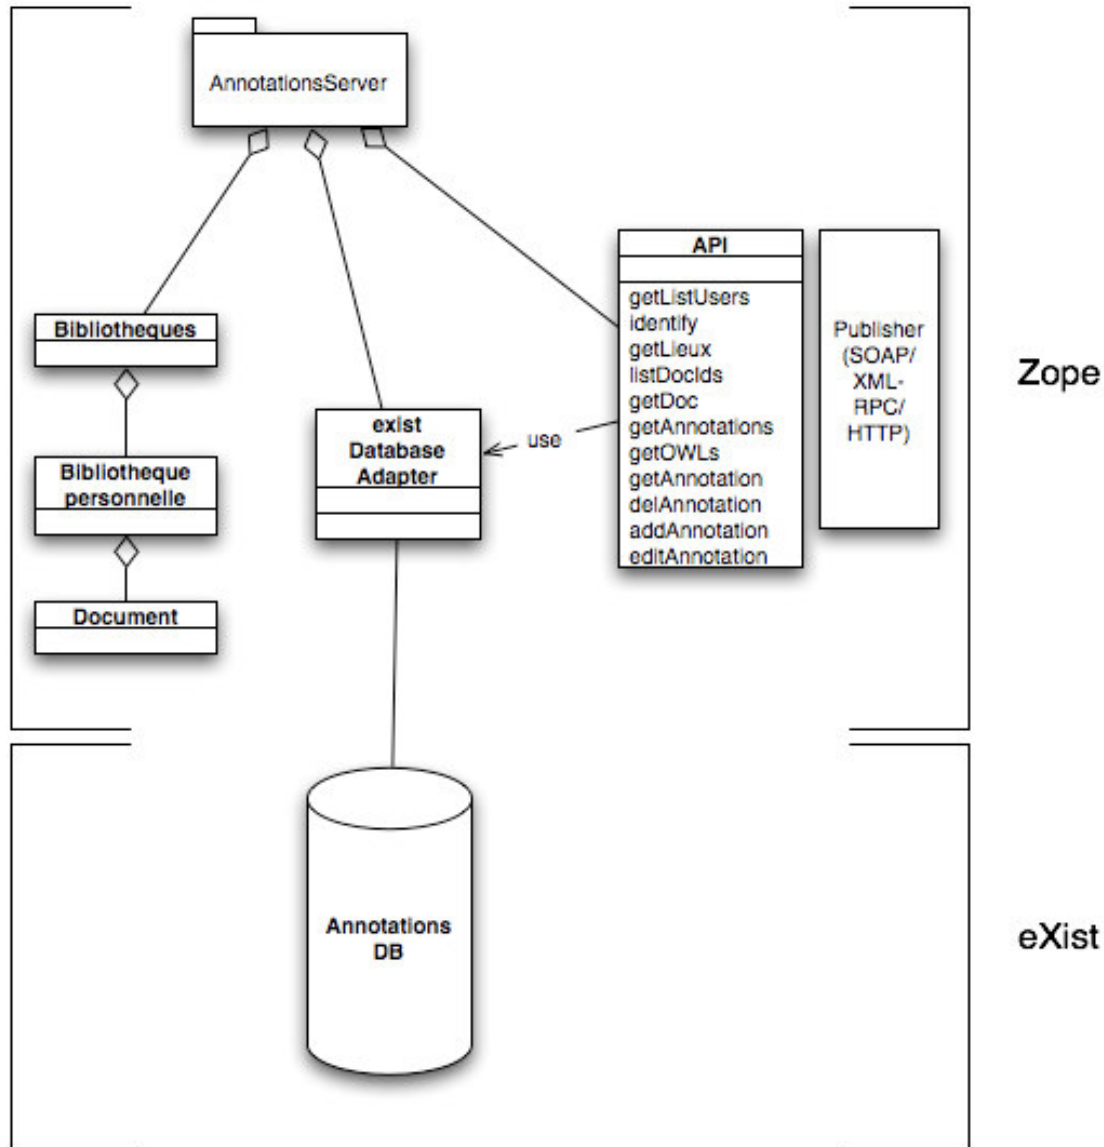 AnnotationsServer
API
getListUsers
identify
getLieux
listDocIds
getDoc
getAnnotations
getOWLs
getAnnotation
delAnnotation
addAnnotation
editAnnotation
Publisher
(SOAP/
XML-
RPC/
HTTP)
Zope
Bibliotheques
exist
Database
Adapter
use
Bibliotheque
personnelle
Document
Annotations
DB
eXist